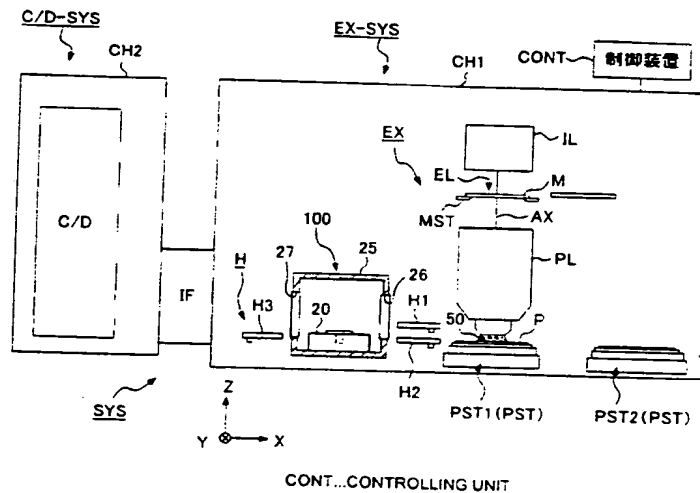 C/D-SYS
CH2
EX-SYS
CH1
CONT
制御装置
EX
IL
EL
M
MST
AX
C/D
100
25
PL
H
27
26
IF
H3
20
H1
50
P
H2
SYS
Z
Y
X
PST1(PST)
PST2(PST)
CONT...CONTROLLING UNIT